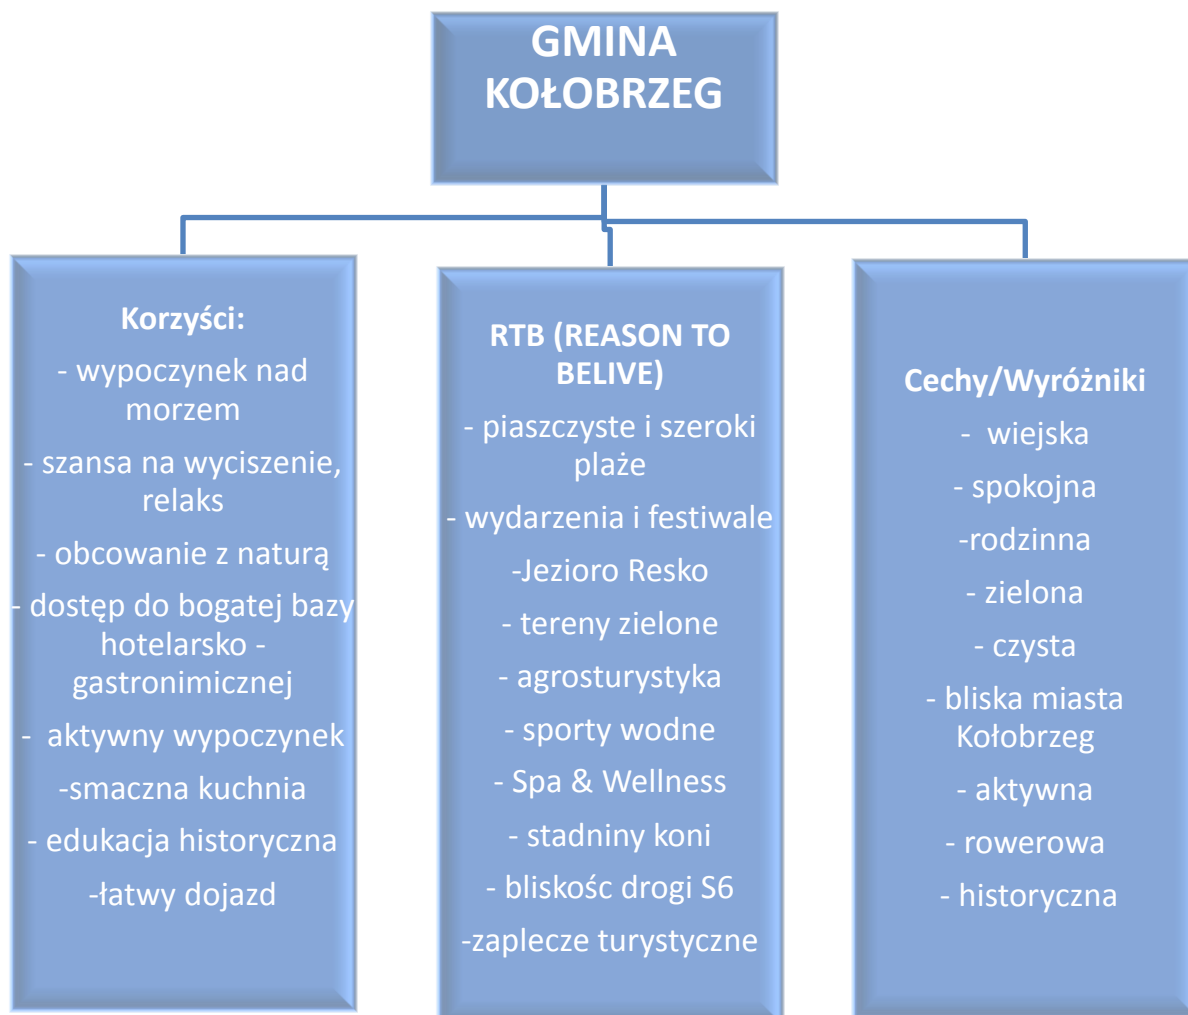 GMINA
KOŁOBRZEG
Korzyści:
- wypoczynek nad
morzem
- szansa na wyciszenie,
relaks
- obcowanie z naturą
- dostęp do bogatej bazy
hotelarsko -
gastronimicznej
- aktywny wypoczynek
-smaczna kuchnia
- edukacja historyczna
-łatwy dojazd
RTB (REASON TO
BELIVE)
- piaszczyste i szeroki
plaże
- wydarzenia i festiwale
-Jezioro Resko
- tereny zielone
- agrosturystyka
- sporty wodne
- Spa & Wellness
- stadniny koni
- bliskośc drogi S6
-zaplecze turystyczne
Cechy/Wyróżniki
- wiejska
- spokojna
-rodzinna
- zielona
- czysta
- bliska miasta
Kołobrzeg
- aktywna
- rowerowa
- historyczna